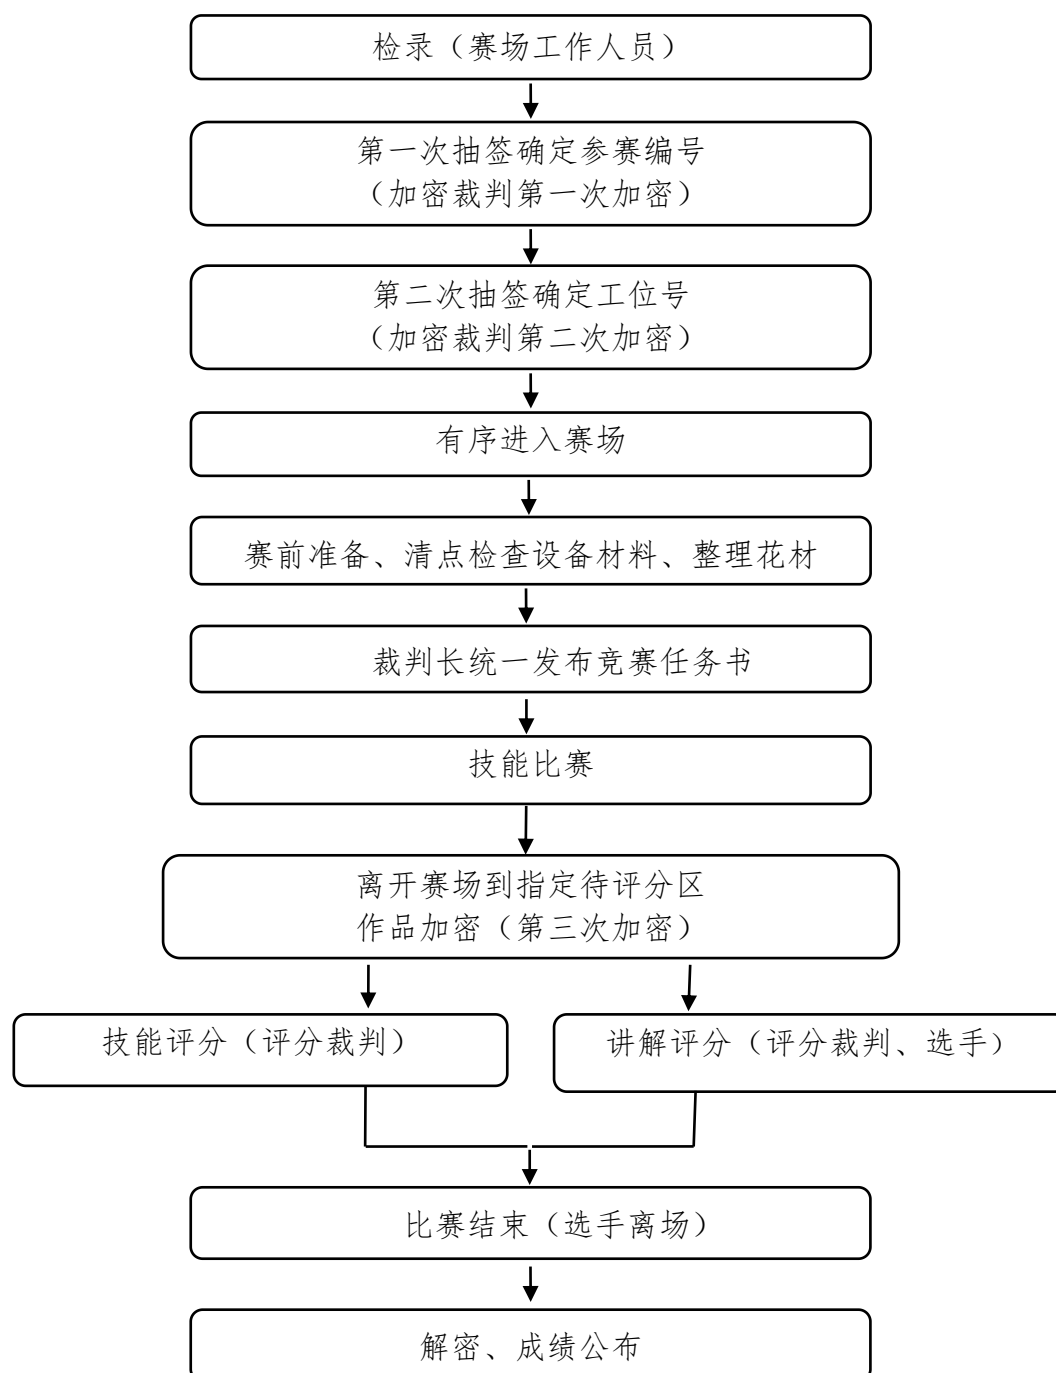 检录（赛场工作人员）
第一次抽签确定参赛编号
（加密裁判第一次加密）
第二次抽签确定工位号
（加密裁判第二次加密）
有序进入赛场
赛前准备、清点检查设备材料、整理花材
裁判长统一发布竞赛任务书
技能比赛
离开赛场到指定待评分区
作品加密（第三次加密）
技能评分（评分裁判）
讲解评分（评分裁判、选手）
比赛结束（选手离场）
解密、成绩公布